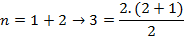 n = 1 + 2 → 3 = 2.(2 + 1)/2